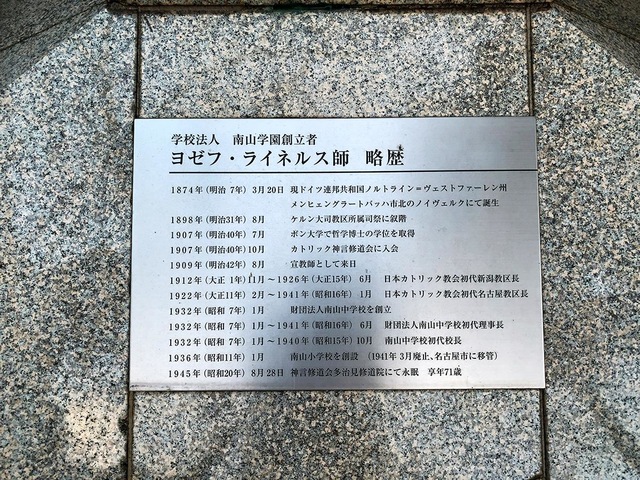 学校法人 南山学園創立者
ヨゼフ・ライネルス師 略歴
1874年(明治 7年) 3月20日 現ドイツ連邦共和国ノルトライン=ヴェストファーレン州
メンヒェングラートバッハ市北のノイヴェルクにて誕生
1898年(明治31年) 8月 ケルン大司教区所属司祭に叙階
1907年(明治40年) 7月 ボン大学で哲学博士の学位を取得
1907年(明治40年)10月 カトリック神言修道会に入会
1909年(明治42年) 8月 宣教師として来日
1912年(大正 1年)11月～1926年(大正15年) 6月 日本カトリック教会初代新潟教区長
1922年(大正11年) 2月～1941年(昭和16年) 1月 日本カトリック教会初代名古屋教区長
1932年(昭和 7年) 1月 財団法人南山中学校を創立
1932年(昭和 7年) 1月～1941年(昭和16年) 6月 財団法人南山中学校初代理事長
1932年(昭和 7年) 1月～1940年(昭和15年)10月 南山中学校初代校長
1936年(昭和11年) 1月 南山小学校を創設 (1941年 3月廃止、名古屋市に移管)
1945年(昭和20年) 8月28日 神言修道会多治見修道院にて永眠 享年71歳